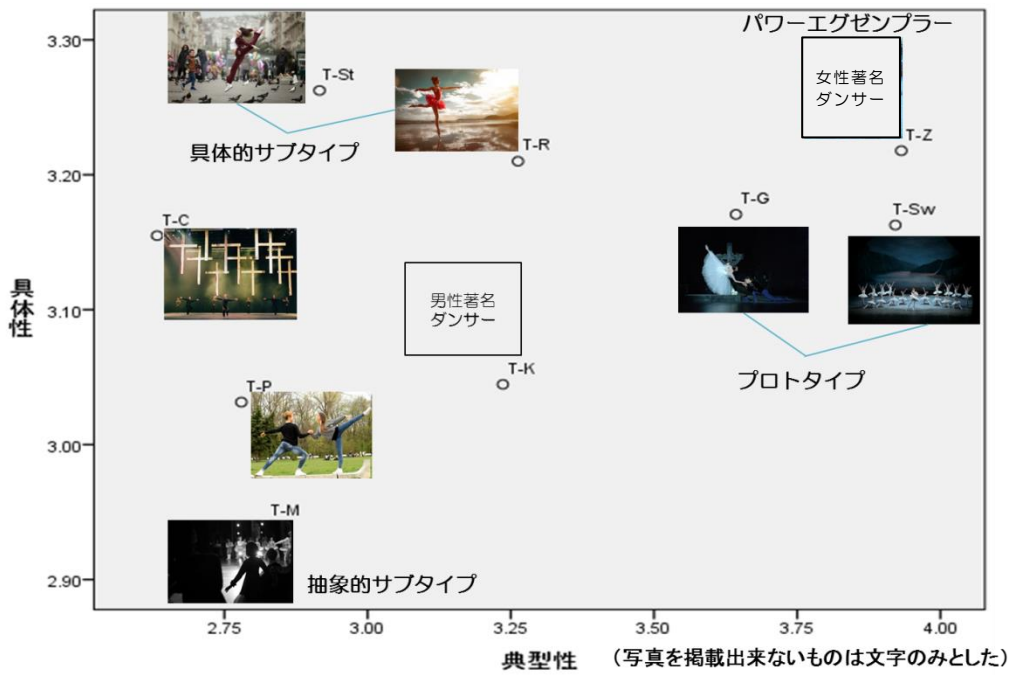 パワーエグゼンプラー
3.30
女性著名
ダンサー
T-St
T-Z
T-R
具体的サブタイプ
3.20
T-G
T-Sw
T-C
具体性
3.10
男性著名
ダンサー
T-K
プロトタイプ
T-P
3.00
T-M
2.90
抽象的サブタイプ
2.75
3.00
3.25
3.50
3.75
4.00
典型性
(写真を掲載出来ないものは文字のみとした)